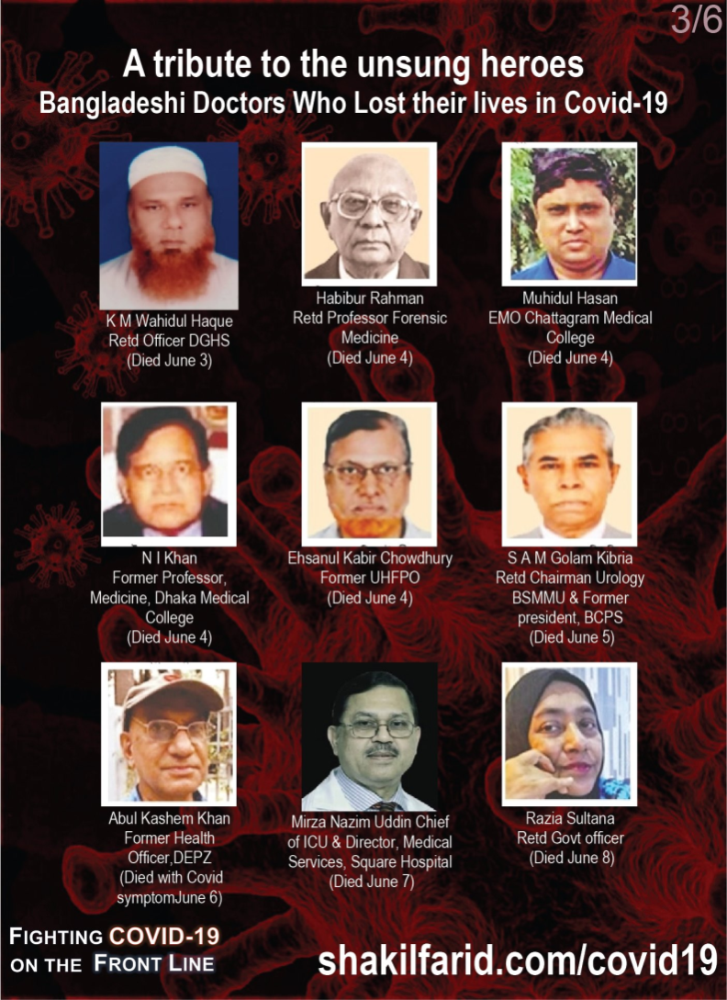 3/6
A tribute to the unsung heroes
Bangladeshi Doctors Who Lost their lives in Covid-19
K M Wahidul Haque
Retd Officer DGHS
(Died June 3)
Habibur Rahman
Retd Professor Forensic
Medicine
(Died June 4)
Muhidul Hasan
EMO Chattagram Medical
College
(Died June 4)
N I Khan
Former Professor,
Medicine, Dhaka Medical
College
(Died June 4)
Ehsanul Kabir Chowdhury
Former UHFPO
(Died June 4)
S A M Golam Kibria
Retd Chairman Urology
BSMMU & Former
president, BCPS
(Died June 5)
Abul Kashem Khan
Former Health
Officer,DEPZ
(Died with Covid
symptomJune 6)
Mirza Nazim Uddin Chief
of ICU & Director, Medical
Services, Square Hospital
(Died June 7)
Razia Sultana
Retd Govt officer
(Died June 8)
FIGHTING COVID-19
ON THE FRONT LINE
shakilfarid.com/covid19